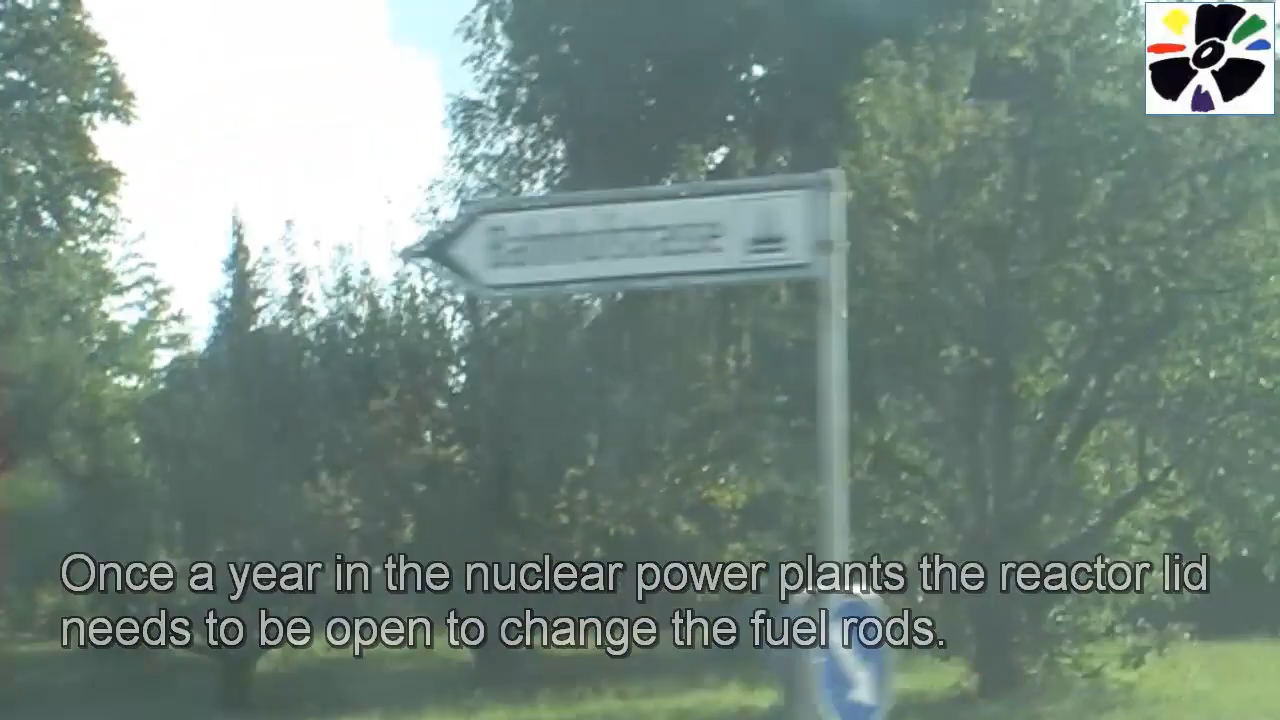 Once a year in the nuclear power plants the reactor lid
needs to be open to change the fuel rods.